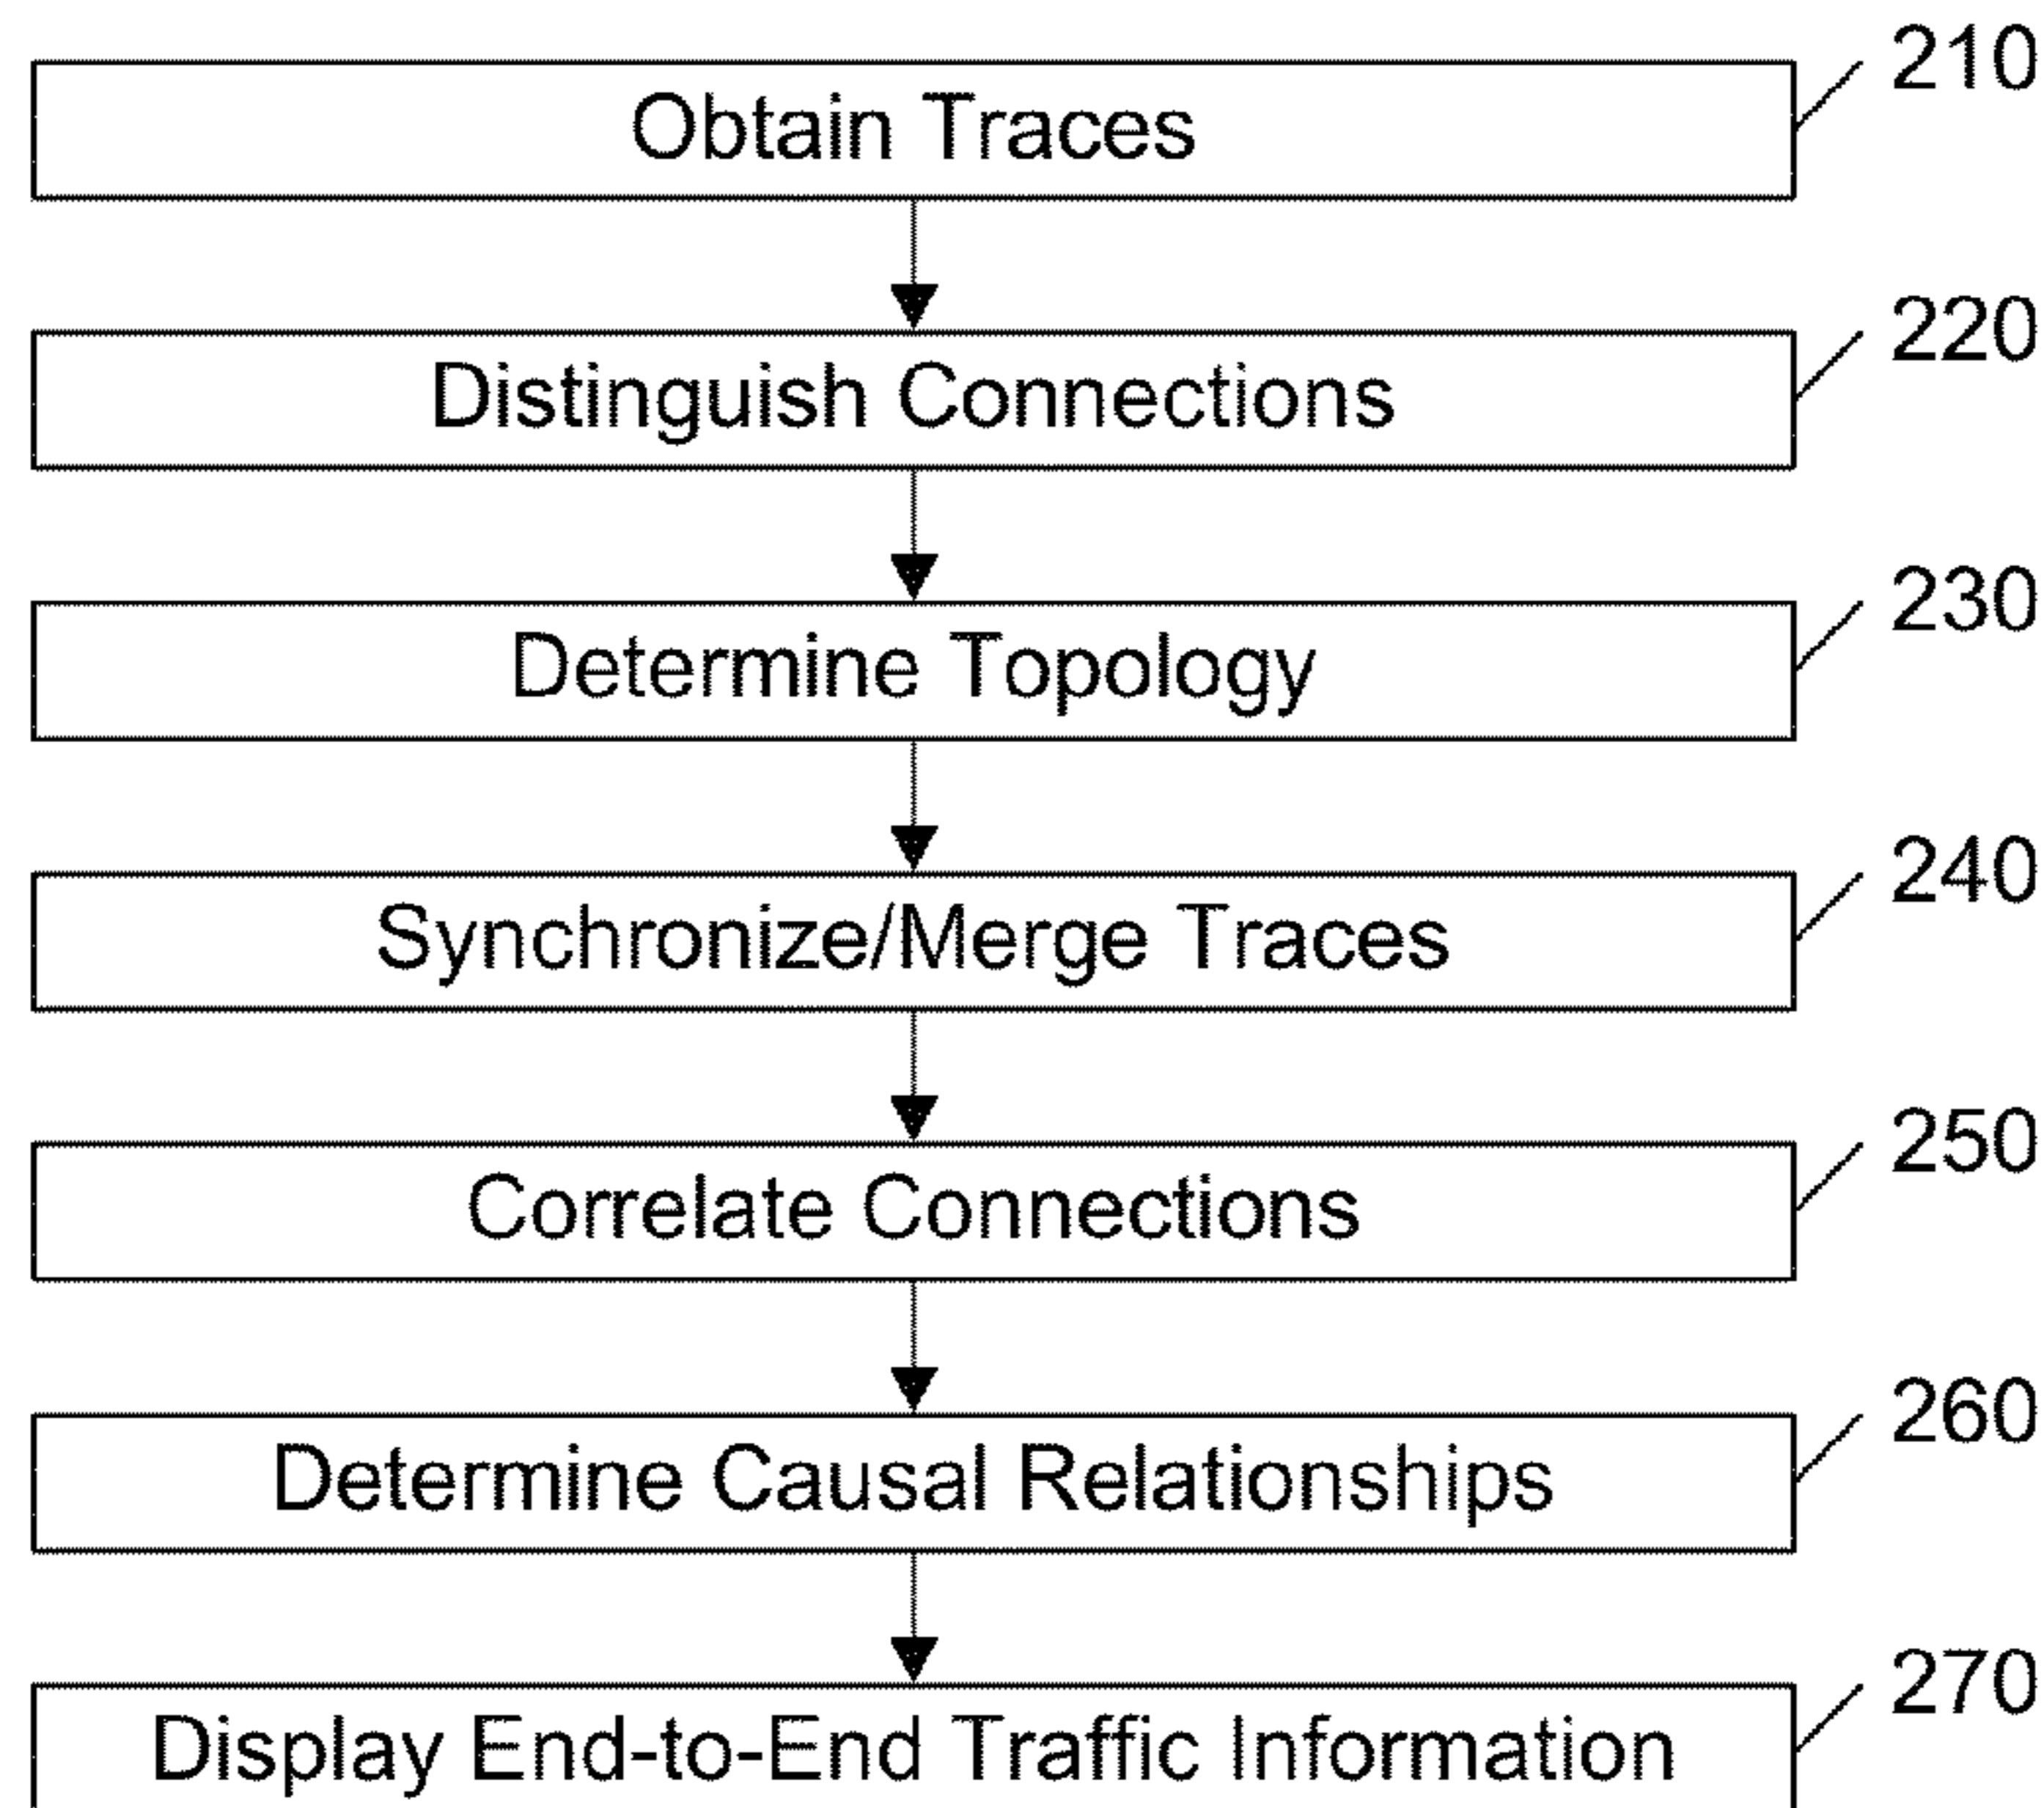 210
Obtain Traces
220
Distinguish Connections
230
Determine Topology
240
Synchronize/Merge Traces
250
Correlate Connections
260
Determine Causal Relationships
270
Display End-to-End Traffic Information